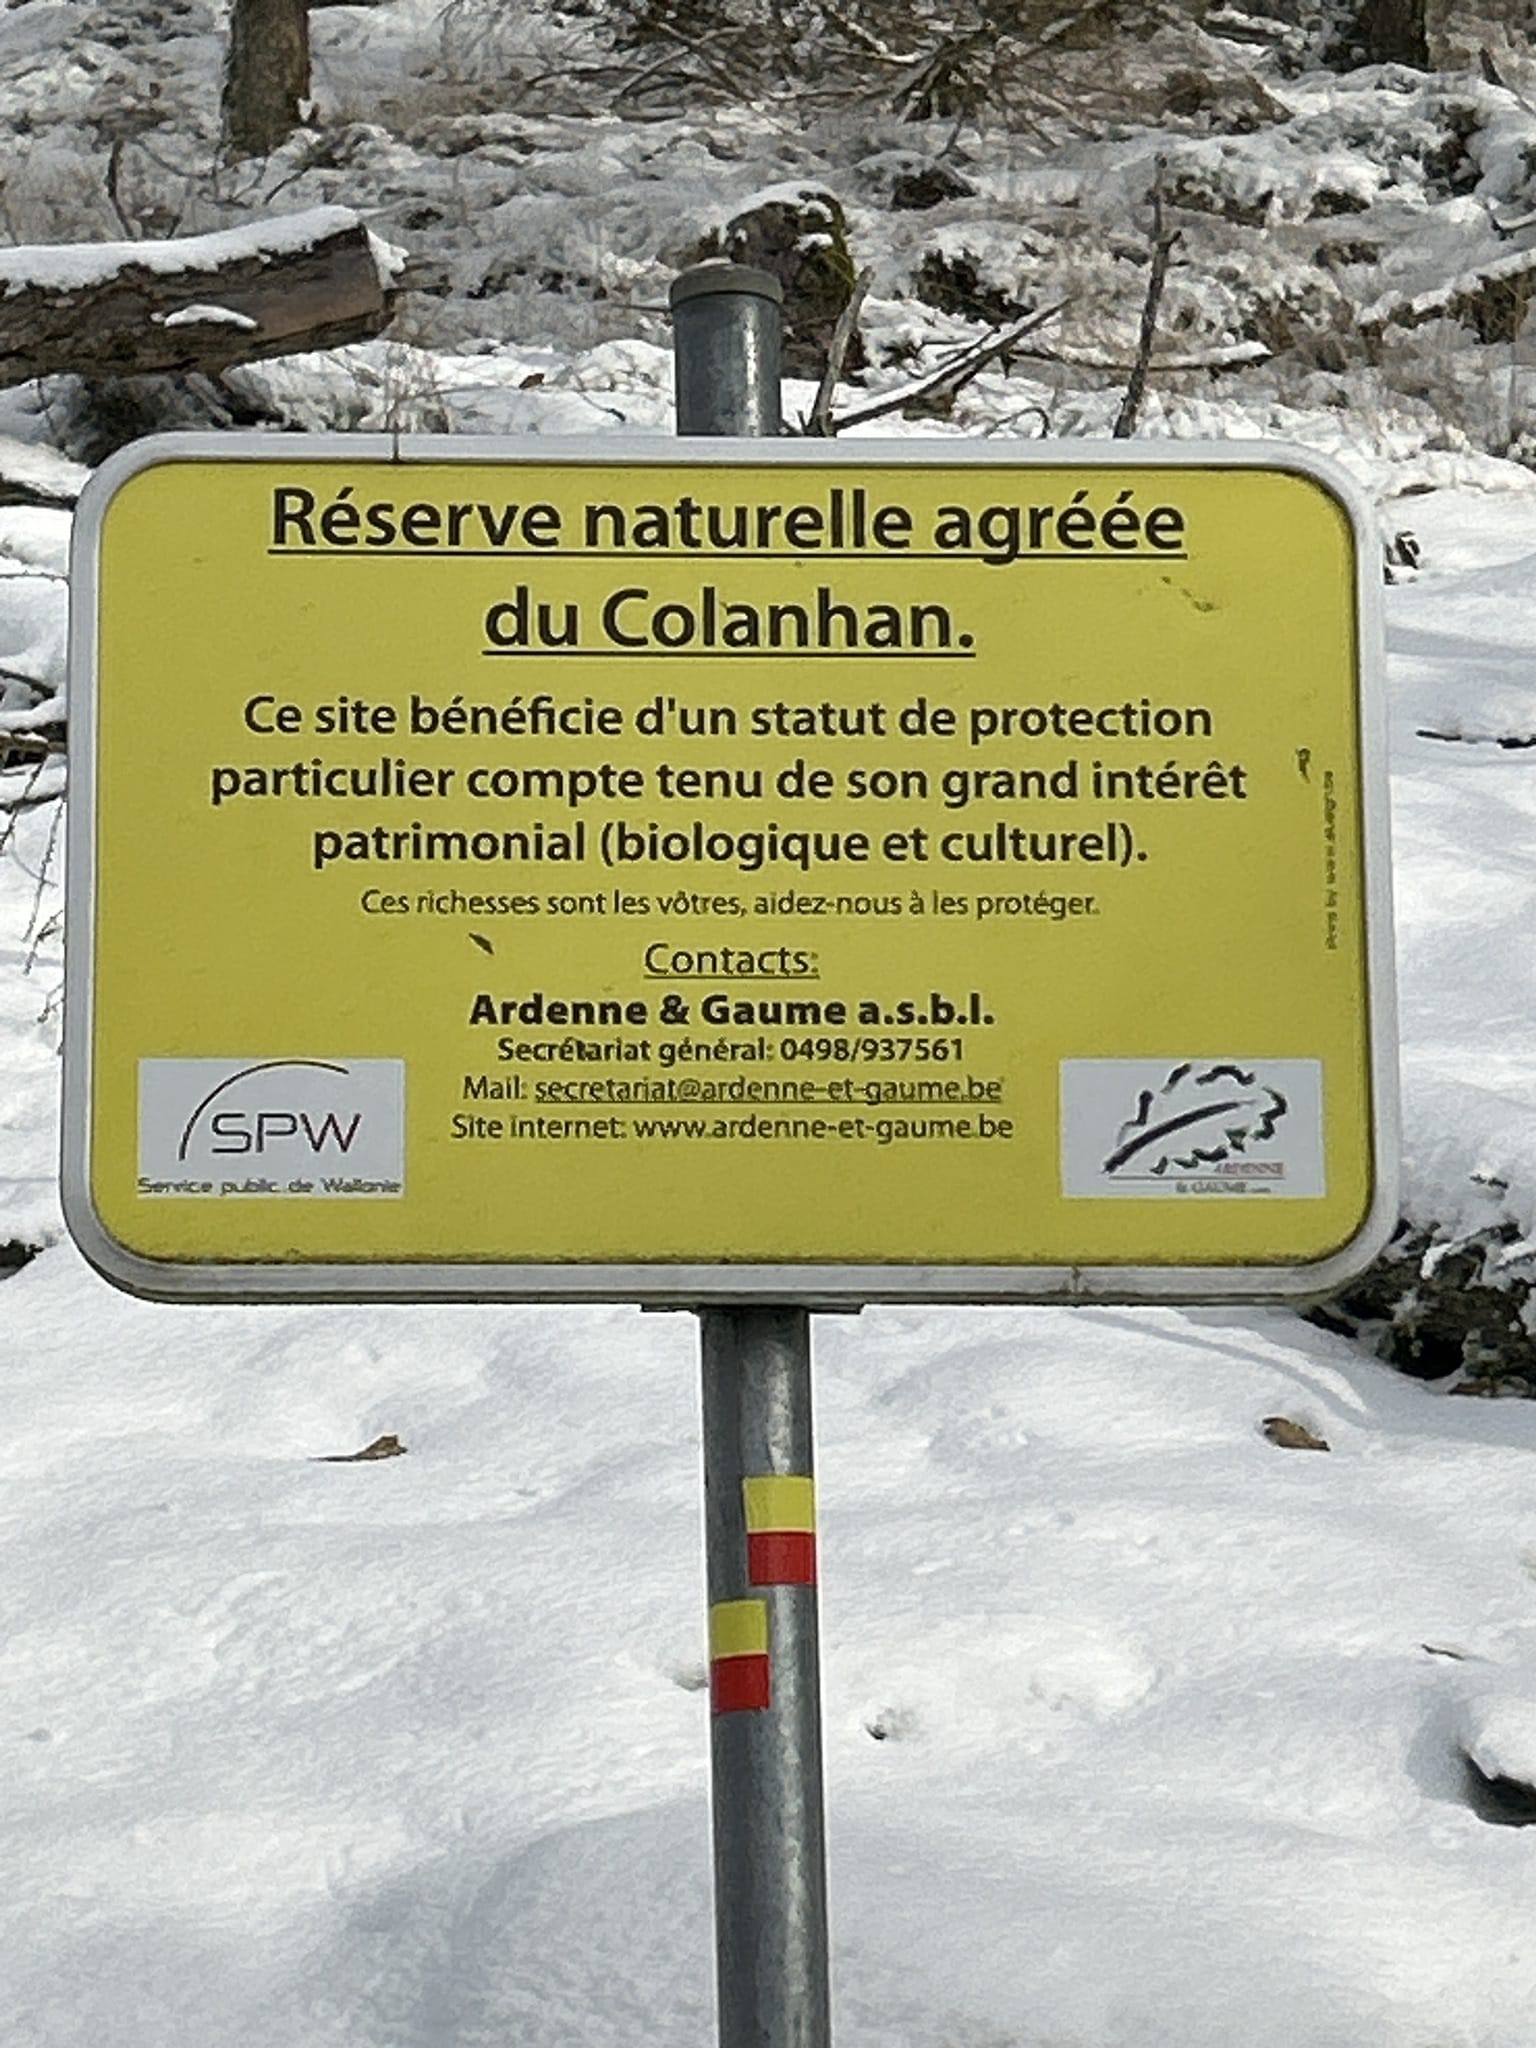 Réserve naturelle agréée
du Colanhan.
Ce site bénéficie d'un statut de protection
particulier compte tenu de son grand intérêt
patrimonial (biologique et culturel).
Ces richesses sont les vôtres, aidez-nous à les protéger.
Contacts:
Ardenne & Gaume a.s.b.l.
Secrétariat général: 0498/937561
Mail: secretariat@ardenne-et-gaume.be
Site internet: www.ardenne-et-gaume.be
SPW
Service public de Wallonie
ARDENNE
& GAUME